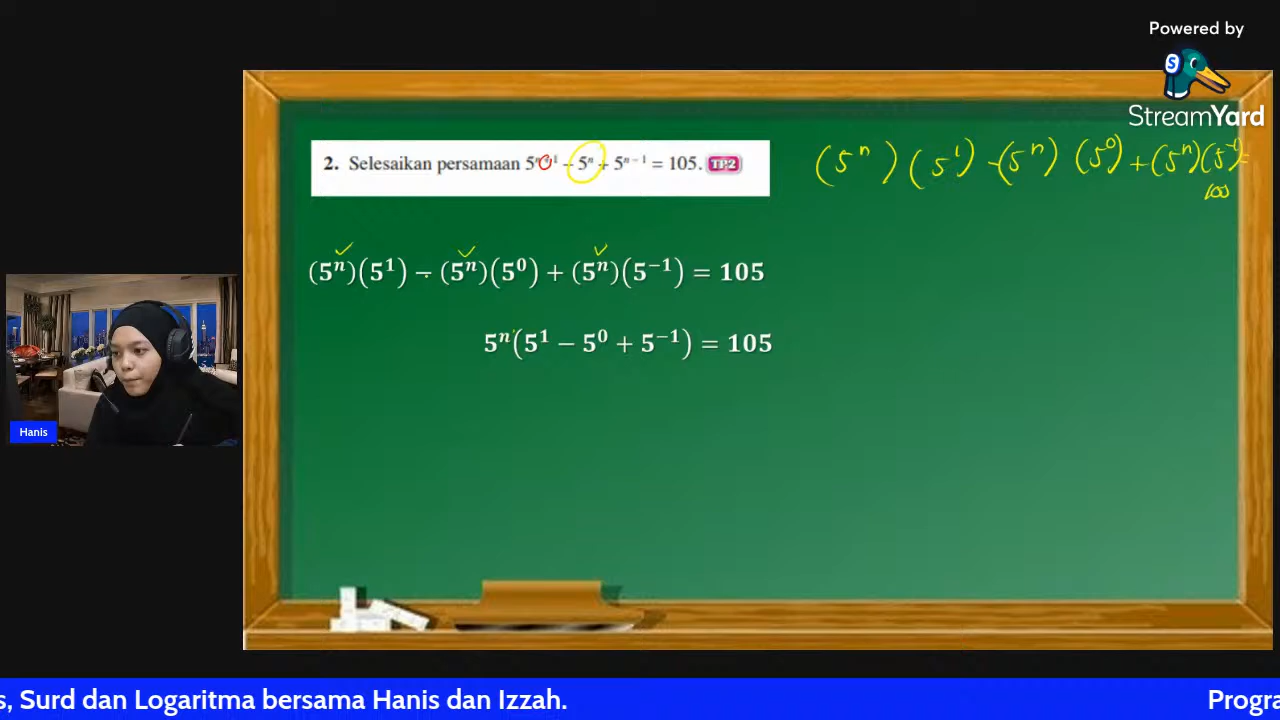 Powered by
StreamYard
2. Selesaikan persamaan 5ⁿ⁺¹ – 5ⁿ + 5ⁿ⁻¹ = 105. TP2
(5ⁿ) (5¹) – (5ⁿ) (5⁰) + (5ⁿ)(5⁻¹) =
(5ⁿ)(5¹) – (5ⁿ)(5⁰) + (5ⁿ)(5⁻¹) = 105
5ⁿ(5¹ – 5⁰ + 5⁻¹) = 105
Hanis
s, Surd dan Logaritma bersama Hanis dan Izzah. Progra